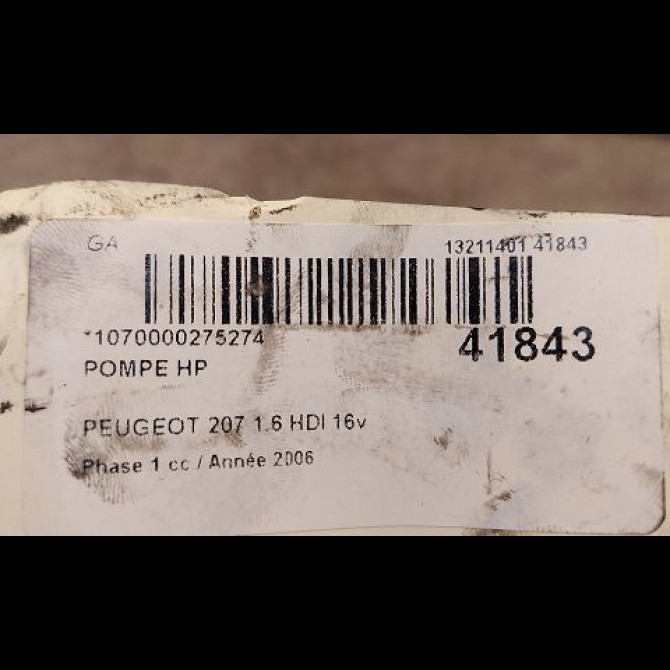 GA 13211401 41843
*1070000275274 41843
POMPE HP
PEUGEOT 207 1.6 HDI 16v
Phase 1 cc / Année 2006